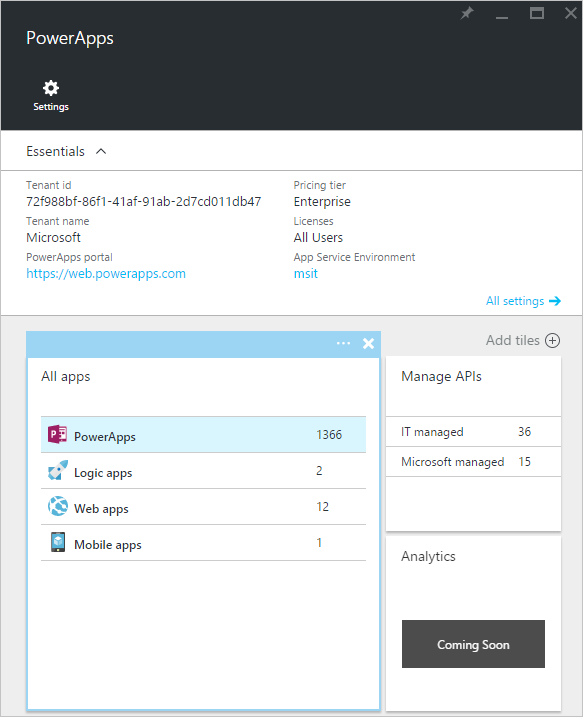 PowerApps
Settings
Essentials
Tenant id
72f988bf-86f1-41af-91ab-2d7cd011db47
Tenant name
Microsoft
PowerApps portal
https://web.powerapps.com
Pricing tier
Enterprise
Licenses
All Users
App Service Environment
msit
All settings
Add tiles
All apps
PowerApps 1366
Logic apps 2
Web apps 12
Mobile apps 1
Manage APIs
IT managed 36
Microsoft managed 15
Analytics
Coming Soon